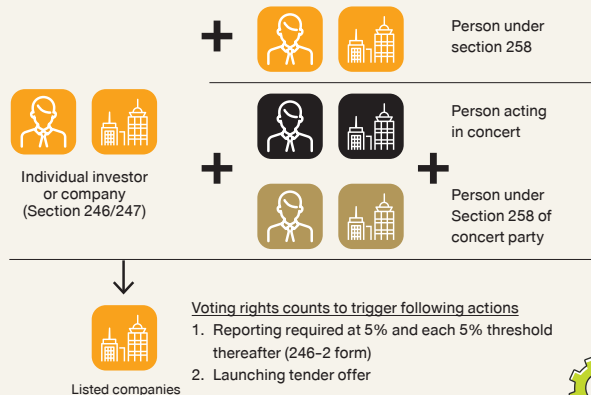 Person under
section 258
Person acting
in concert
Individual investor
or company
(Section 246/247)
Person under
Section 258 of
concert party
Voting rights counts to trigger following actions
1. Reporting required at 5% and each 5% threshold
thereafter (246-2 form)
2. Launching tender offer
Listed companies